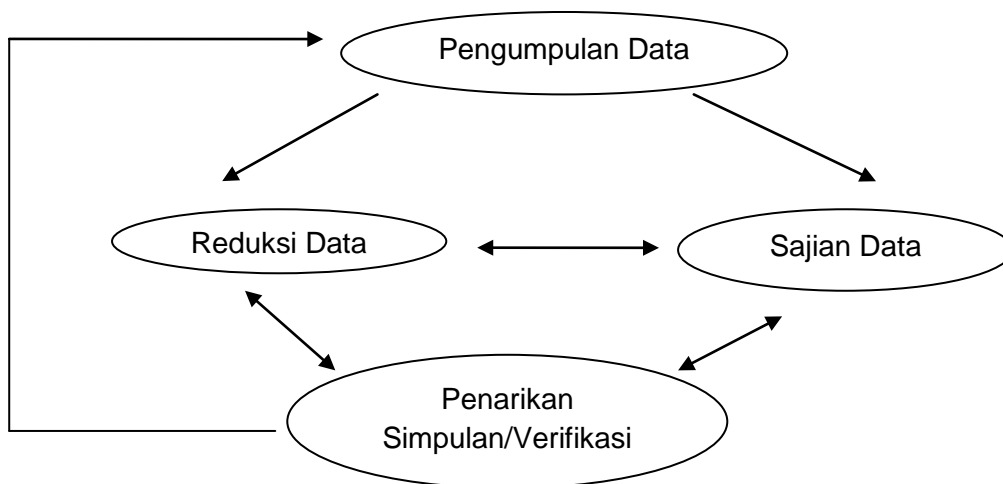 Pengumpulan Data
Reduksi Data
Sajian Data
Penarikan
Simpulan/Verifikasi